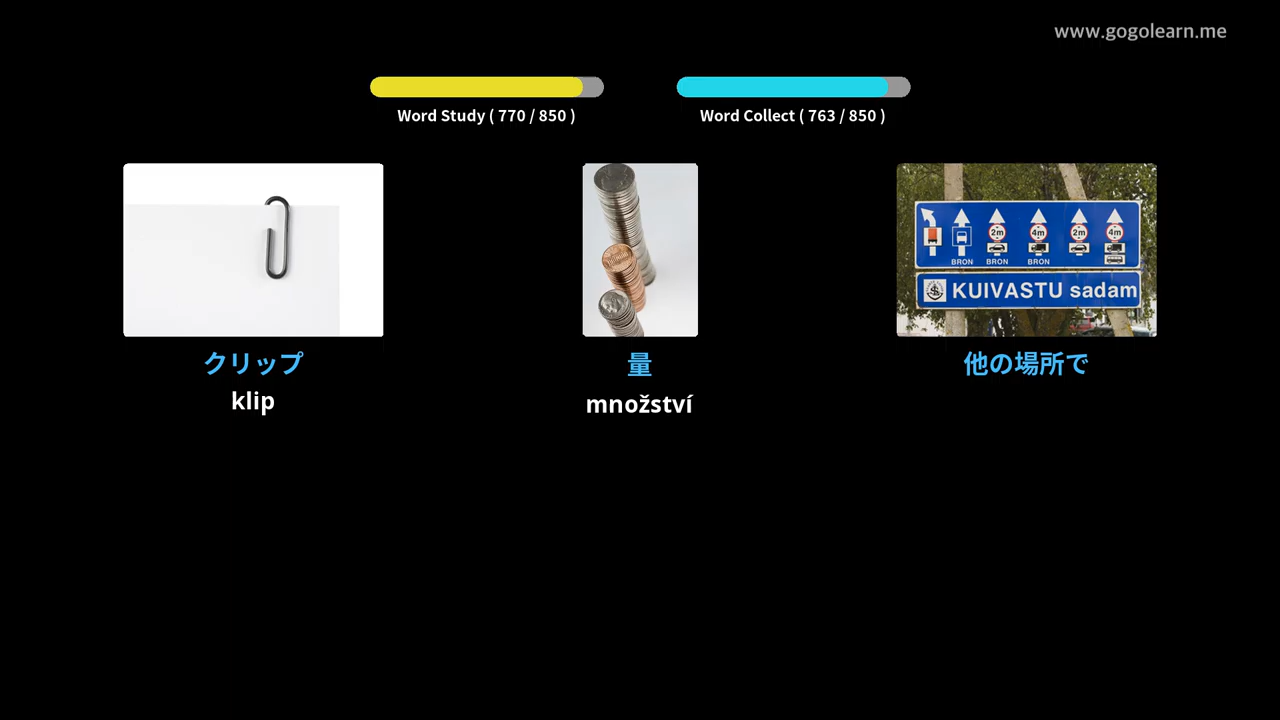 www.gogolearn.me
Word Study ( 770 / 850 )
Word Collect ( 763 / 850 )
BRON
BRON
BRON
2m
4m
2m
4m
KUIVASTU sadam
クリップ
量
他の場所で
klip
množství